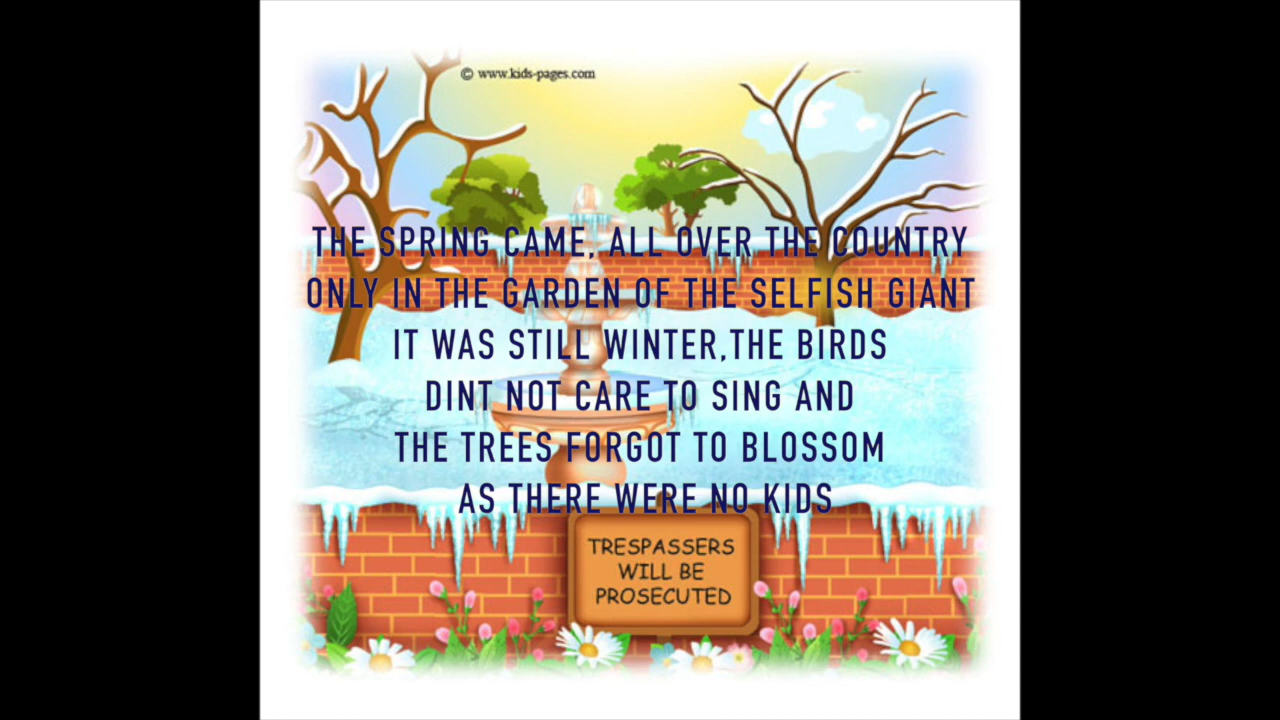 © www.kids-pages.com
THE SPRING CAME, ALL OVER THE COUNTRY
ONLY IN THE GARDEN OF THE SELFISH GIANT
IT WAS STILL WINTER,THE BIRDS
DINT NOT CARE TO SING AND
THE TREES FORGOT TO BLOSSOM
AS THERE WERE NO KIDS
TRESPASSERS
WILL BE
PROSECUTED